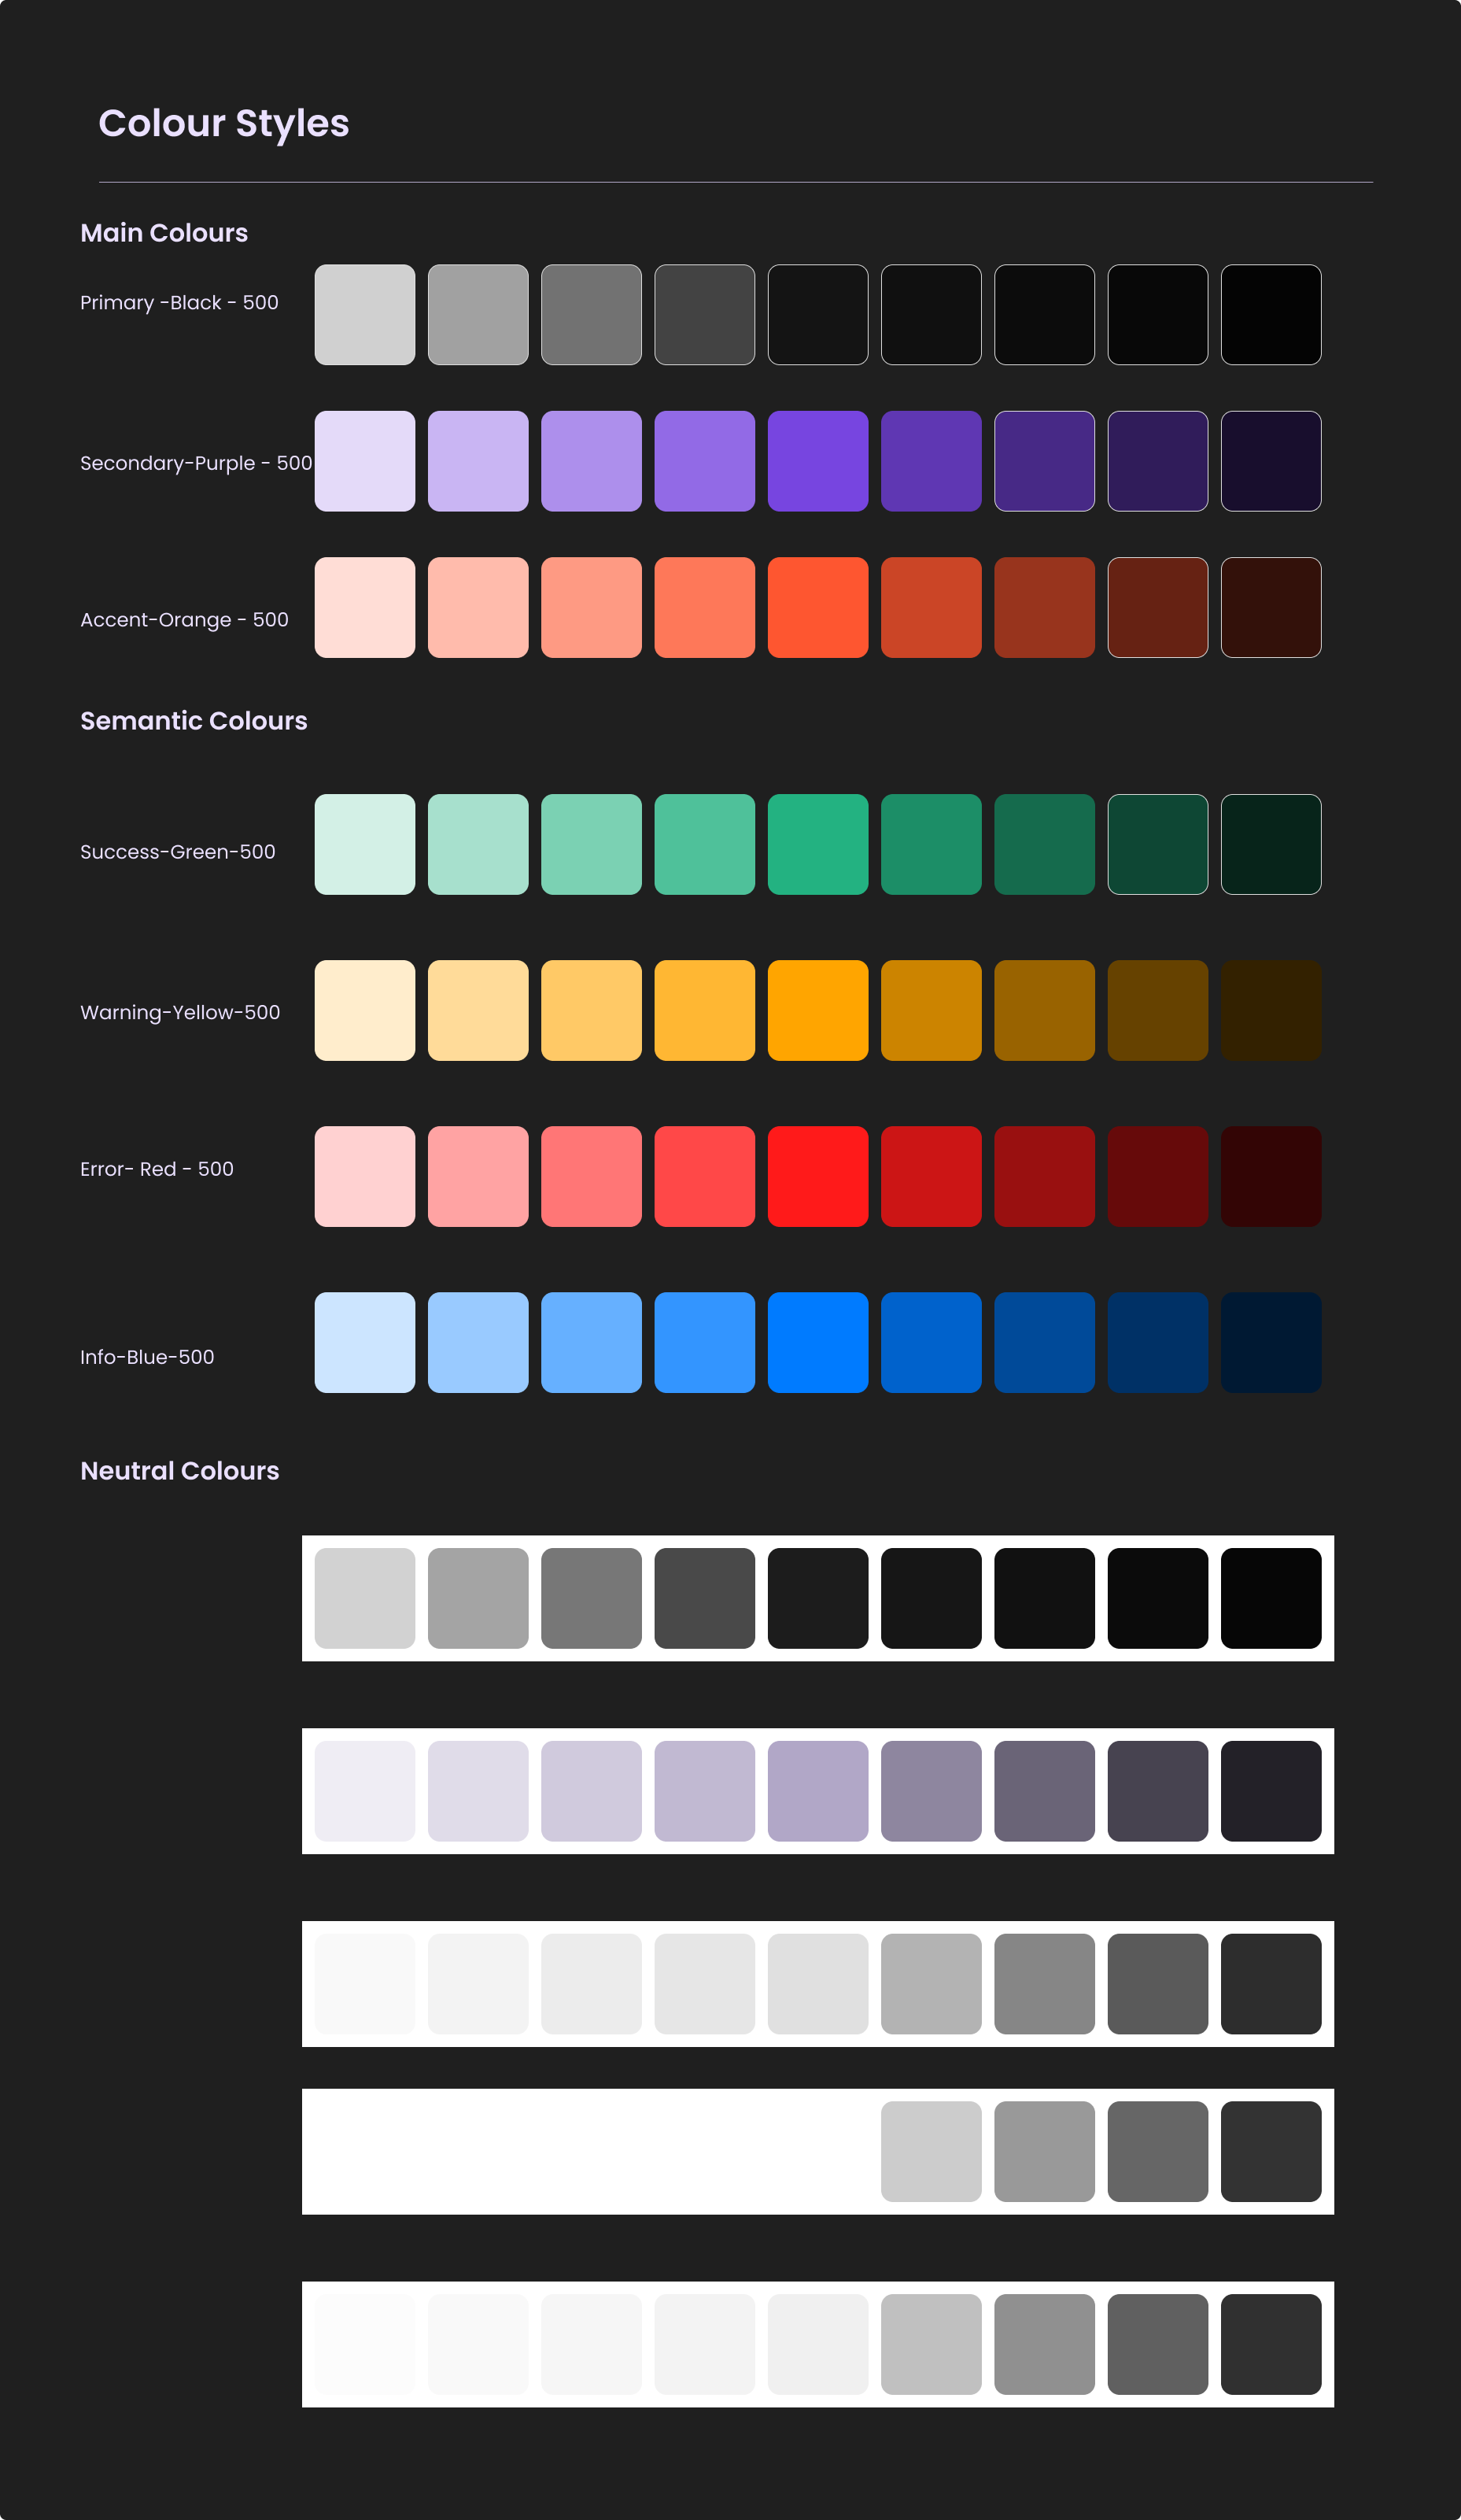 Colour Styles
Main Colours
Primary -Black - 500
Secondary-Purple - 500
Accent-Orange - 500
Semantic Colours
Success-Green-500
Warning-Yellow-500
Error- Red - 500
Info-Blue-500
Neutral Colours